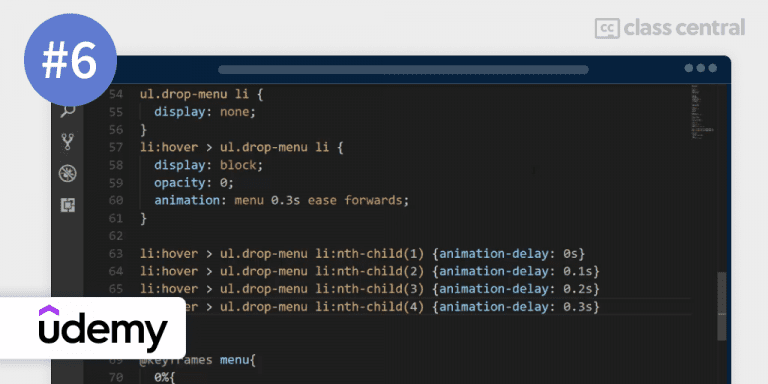 #6
class central
54 ul.drop-menu li {
55 display: none;
56 }
57 li:hover > ul.drop-menu li {
58 display: block;
59 opacity: 0;
60 animation: menu 0.3s ease forwards;
61 }
62
63 li:hover > ul.drop-menu li:nth-child(1) {animation-delay: 0s}
64 li:hover > ul.drop-menu li:nth-child(2) {animation-delay: 0.1s}
65 li:hover > ul.drop-menu li:nth-child(3) {animation-delay: 0.2s}
> ul.drop-menu li:nth-child(4) {animation-delay: 0.3s}
udemy
69 @keyframes menu{
70 0%{